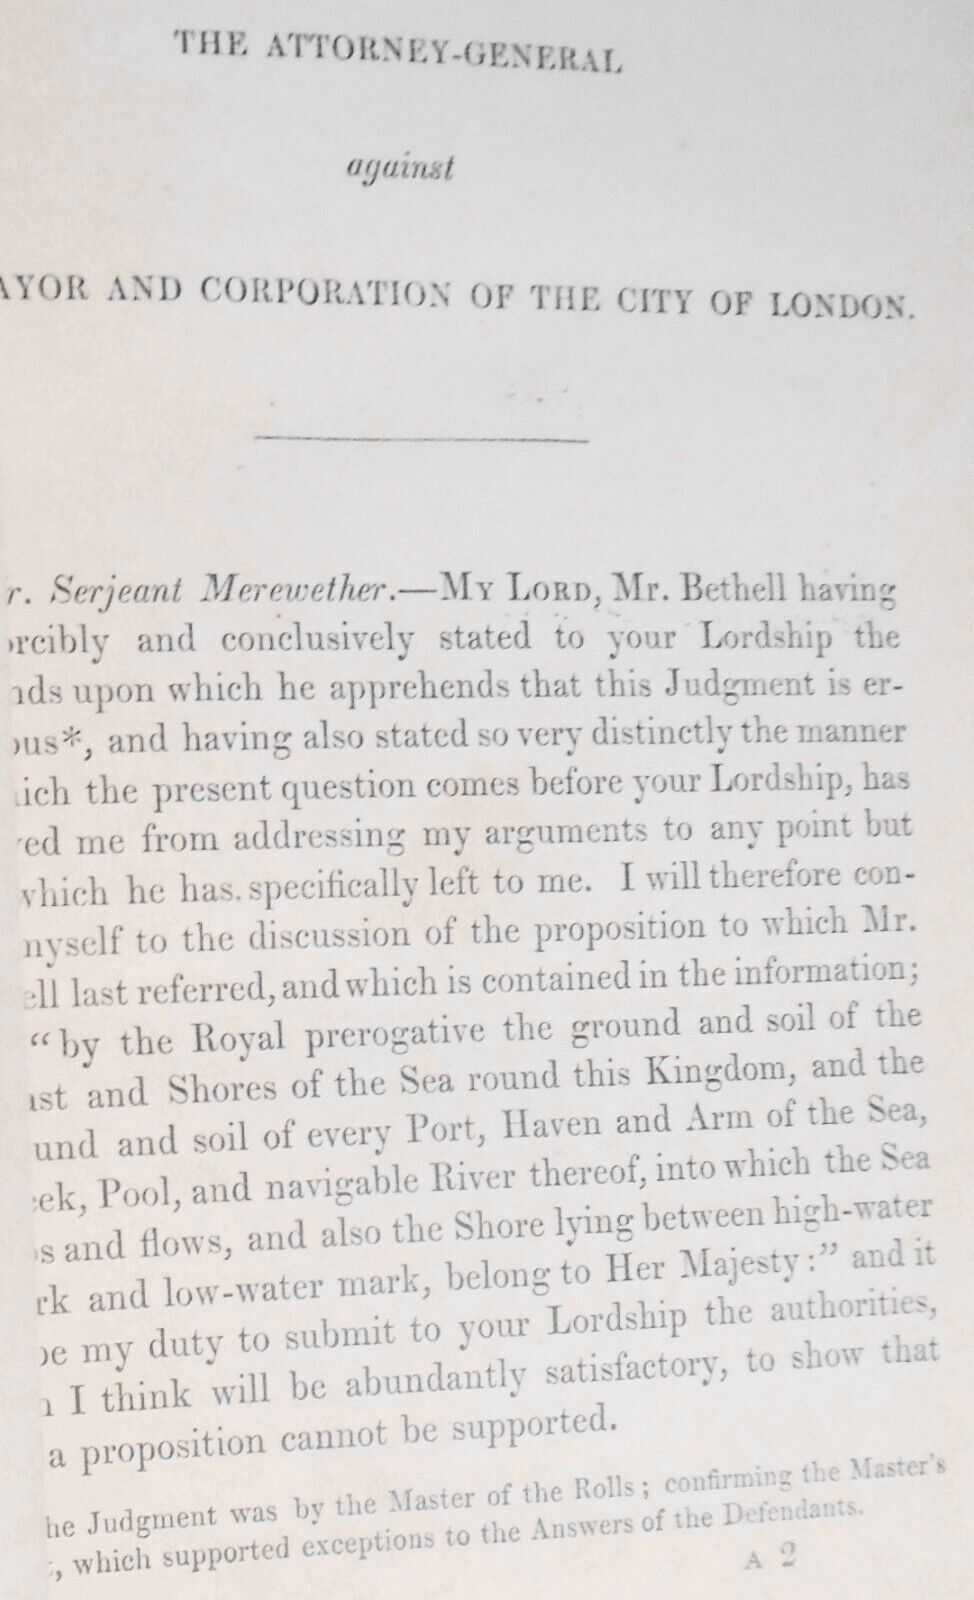 THE ATTORNEY-GENERAL
against
AYOR AND CORPORATION OF THE CITY OF LONDON.
r. Serjeant Merewether.—MY LORD, Mr. Bethell having
orcibly and conclusively stated to your Lordship the
nds upon which he apprehends that this Judgment is er-
ous*, and having also stated so very distinctly the manner
ich the present question comes before your Lordship, has
red me from addressing my arguments to any point but
which he has. specifically left to me. I will therefore con-
myself to the discussion of the proposition to which Mr.
ell last referred, and which is contained in the information;
"by the Royal prerogative the ground and soil of the
ast and Shores of the Sea round this Kingdom, and the
und and soil of every Port, Haven and Arm of the Sea,
eek, Pool, and navigable River thereof, into which the Sea
s and flows, and also the Shore lying between high-water
rk and low-water mark, belong to Her Majesty:" and it
be my duty to submit to your Lordship the authorities,
h I think will be abundantly satisfactory, to show that
a proposition cannot be supported.
he Judgment was by the Master of the Rolls; confirming the Master's
t, which supported exceptions to the Answers of the Defendants.
A 2